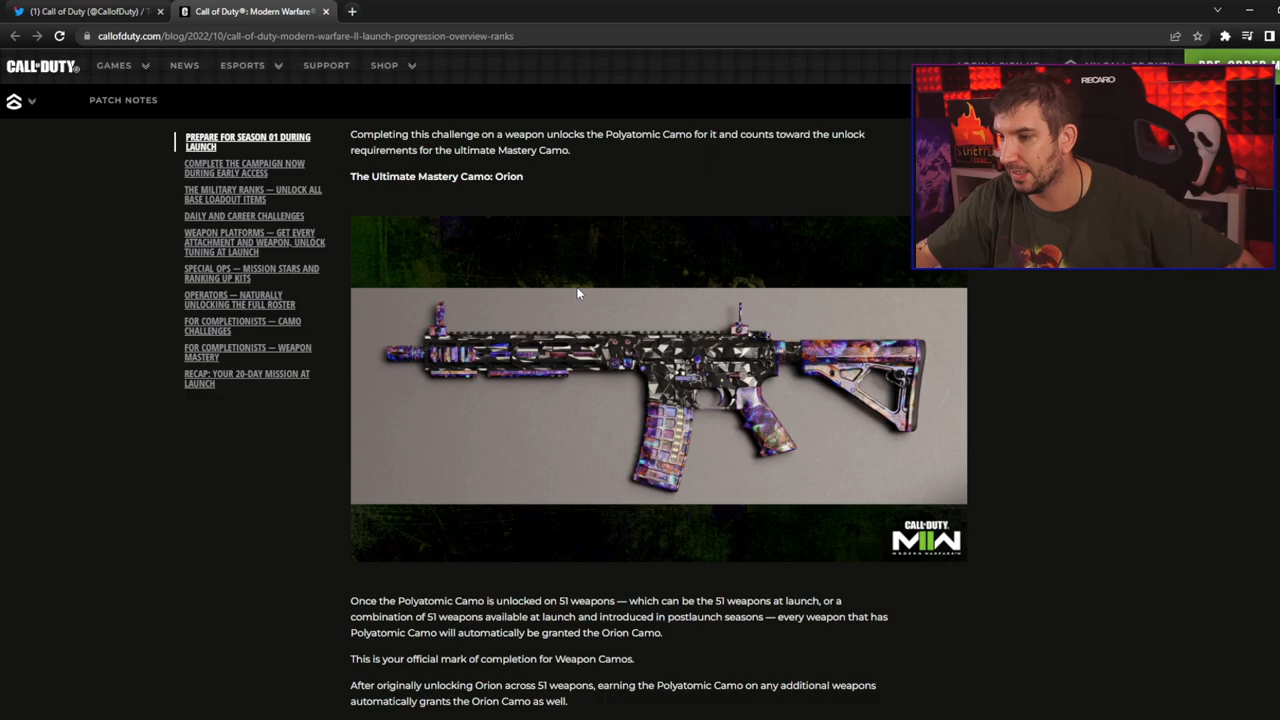 (1) Call of Duty (@CallofDuty) / T
Call of Duty®: Modern Warfare®
callofduty.com/blog/2022/10/call-of-duty-modern-warfare-II-launch-progression-overview-ranks
CALL OF DUTY®
GAMES
NEWS
ESPORTS
SUPPORT
SHOP
PATCH NOTES
RECARO
PREPARE FOR SEASON 01 DURING
LAUNCH
COMPLETE THE CAMPAIGN NOW
DURING EARLY ACCESS
THE MILITARY RANKS — UNLOCK ALL
BASE LOADOUT ITEMS
DAILY AND CAREER CHALLENGES
WEAPON PLATFORMS — GET EVERY
ATTACHMENT AND WEAPON, UNLOCK
TUNING AT LAUNCH
SPECIAL OPS — MISSION STARS AND
RANKING UP KITS
OPERATORS — NATURALLY
UNLOCKING THE FULL ROSTER
FOR COMPLETIONISTS — CAMO
CHALLENGES
FOR COMPLETIONISTS — WEAPON
MASTERY
RECAP: YOUR 20-DAY MISSION AT
LAUNCH
Completing this challenge on a weapon unlocks the Polyatomic Camo for it and counts toward the unlock
requirements for the ultimate Mastery Camo.
The Ultimate Mastery Camo: Orion
CALL OF DUTY
MWII
MODERN WARFARE II
Once the Polyatomic Camo is unlocked on 51 weapons — which can be the 51 weapons at launch, or a
combination of 51 weapons available at launch and introduced in postlaunch seasons — every weapon that has
Polyatomic Camo will automatically be granted the Orion Camo.
This is your official mark of completion for Weapon Camos.
After originally unlocking Orion across 51 weapons, earning the Polyatomic Camo on any additional weapons
automatically grants the Orion Camo as well.